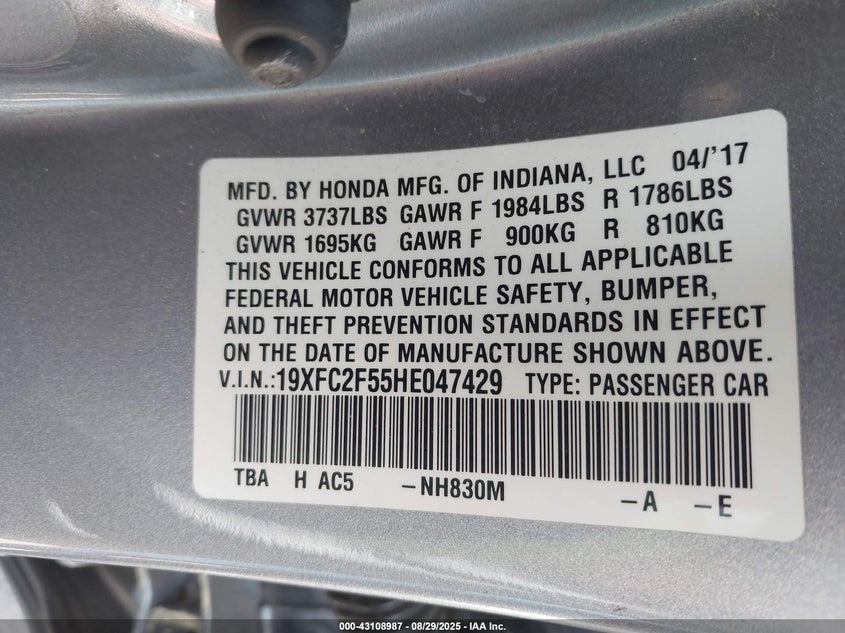 MFD. BY HONDA MFG. OF INDIANA, LLC 04/'17
GVWR 3737LBS GAWR F 1984LBS R 1786LBS
GVWR 1695KG GAWR F 900KG R 810KG
THIS VEHICLE CONFORMS TO ALL APPLICABLE
FEDERAL MOTOR VEHICLE SAFETY, BUMPER,
AND THEFT PREVENTION STANDARDS IN EFFECT
ON THE DATE OF MANUFACTURE SHOWN ABOVE.
V.I.N.:19XFC2F55HE047429 TYPE: PASSENGER CAR
TBA H AC5 –NH830M –A –E
000-43108987 - 08/29/2025 - IAA Inc.